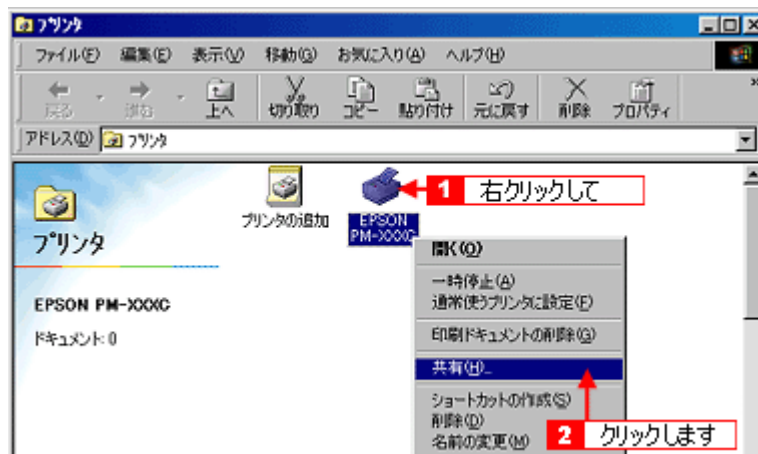 プリンタ
ファイル(F) 編集(E) 表示(V) 移動(G) お気に入り(A) ヘルプ(H)
戻る 進む 上へ 切り取り コピー 貼り付け 元に戻す 削除 プロパティ »
アドレス(D) プリンタ
1 右クリックして
プリンタの追加
EPSON
PM-XXXC
プリンタ
EPSON PM-XXXC
ドキュメント: 0
開く(O)
一時停止(A)
通常使うプリンタに設定(F)
印刷ドキュメントの削除(G)
共有(H)...
ショートカットの作成(S)
削除(D)
名前の変更(M)
2 クリックします